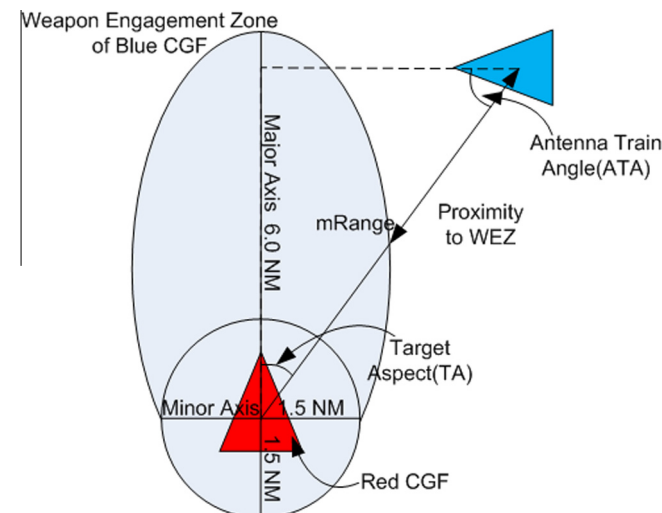 Weapon Engagement Zone
of Blue CGF
Antenna Train
Angle(ATA)
Major Axis 6.0 NM
mRange
Proximity
to WEZ
Target
Aspect(TA)
Minor Axis 1.5 NM
1.5 NM
Red CGF